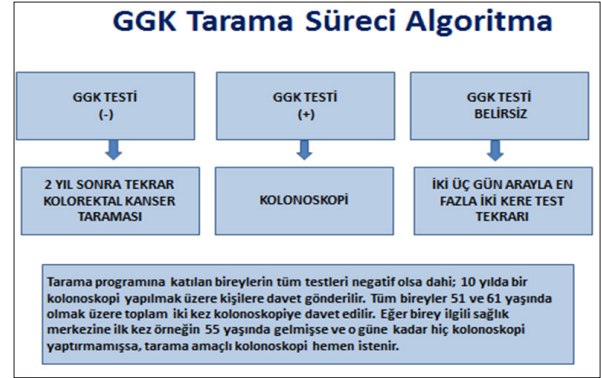 GGK Tarama Süreci Algoritma
GGK TESTİ
(-)
GGK TESTİ
(+)
GGK TESTİ
BELİRSİZ
2 YIL SONRA TEKRAR
KOLOREKTAL KANSER
TARAMASI
KOLONOSKOPİ
İKİ ÜÇ GÜN ARAYLA EN
FAZLA İKİ KERE TEST
TEKRARI
Tarama programına katılan bireylerin tüm testleri negatif olsa dahi; 10 yılda bir
kolonoskopi yapılmak üzere kişilere davet gönderilir. Tüm bireyler 51 ve 61 yaşında
olmak üzere toplam iki kez kolonoskopiye davet edilir. Eğer birey ilgili sağlık
merkezine ilk kez örneğin 55 yaşında gelmişse ve o güne kadar hiç kolonoskopi
yaptırmamışsa, tarama amaçlı kolonoskopi hemen istenir.